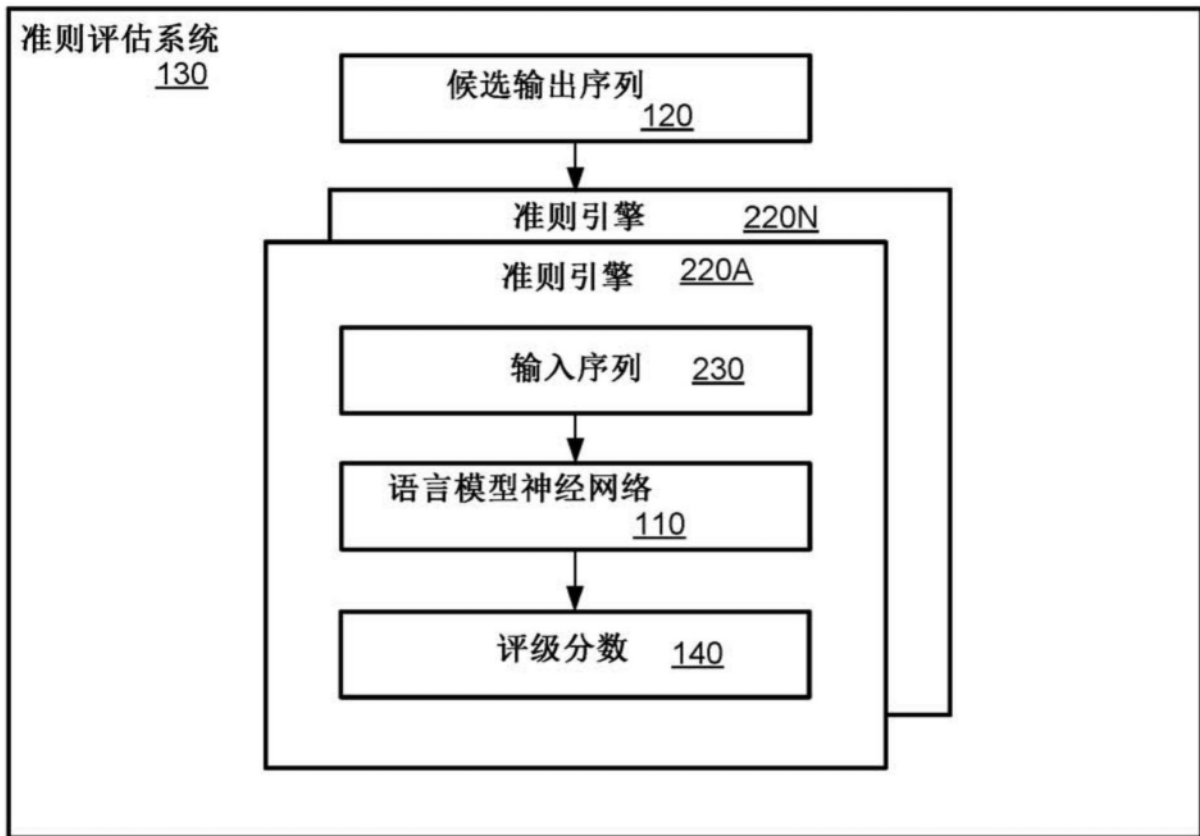 准则评估系统
130
候选输出序列
120
准则引擎 220N
准则引擎 220A
输入序列 230
语言模型神经网络
110
评级分数 140